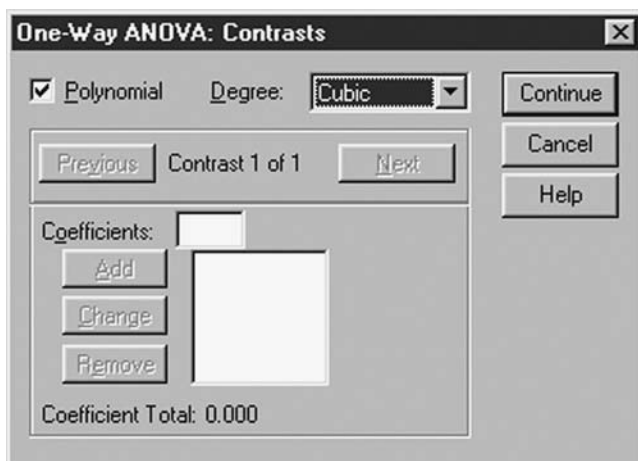 One-Way ANOVA: Contrasts
Polynomial Degree: Cubic
Continue
Previous Contrast 1 of 1 Next
Cancel
Help
Coefficients:
Add
Change
Remove
Coefficient Total: 0.000